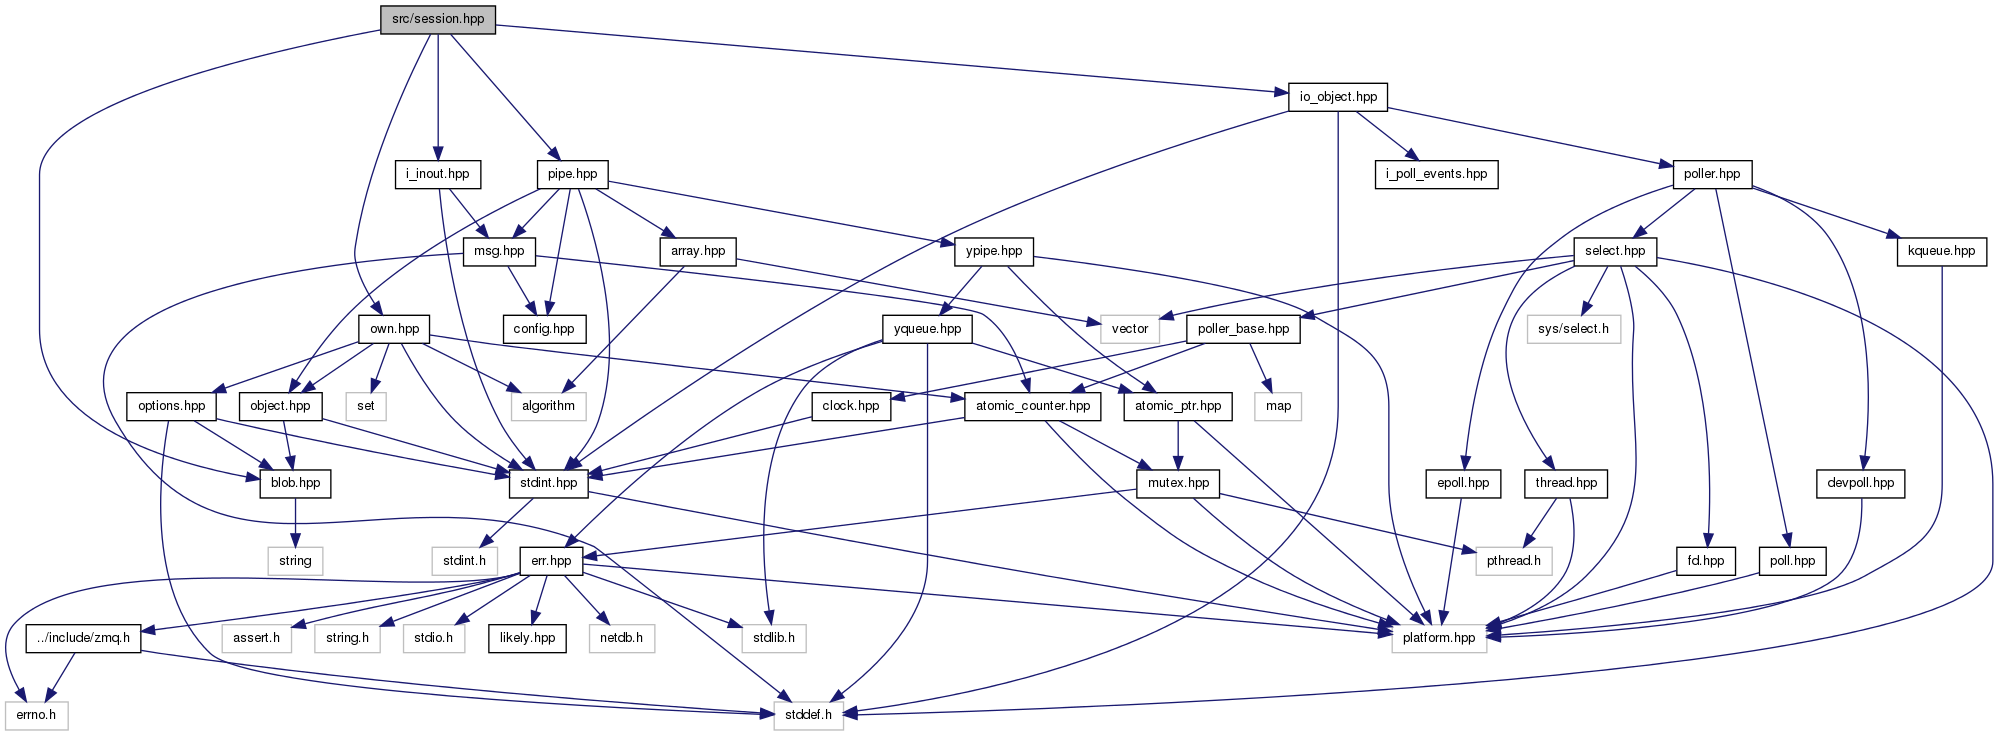 src/session.hpp
io_object.hpp
i_inout.hpp
pipe.hpp
i_poll_events.hpp
poller.hpp
msg.hpp
array.hpp
ypipe.hpp
select.hpp
kqueue.hpp
own.hpp
config.hpp
yqueue.hpp
vector
poller_base.hpp
sys/select.h
options.hpp
object.hpp
set
algorithm
clock.hpp
atomic_counter.hpp
atomic_ptr.hpp
map
blob.hpp
stdint.hpp
mutex.hpp
epoll.hpp
thread.hpp
devpoll.hpp
string
stdint.h
err.hpp
pthread.h
fd.hpp
poll.hpp
../include/zmq.h
assert.h
string.h
stdio.h
likely.hpp
netdb.h
stdlib.h
platform.hpp
errno.h
stddef.h